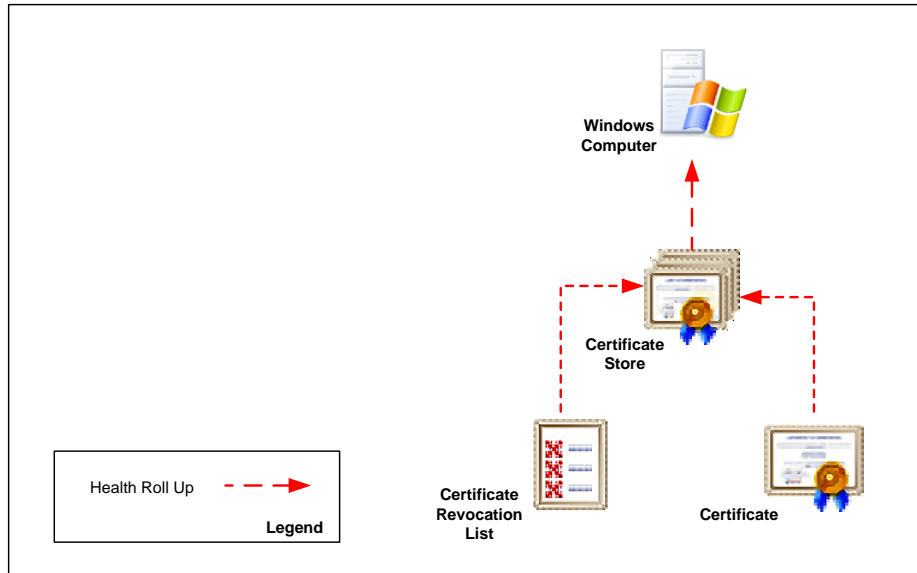 Windows
Computer
Certificate
Store
Certificate
Revocation
List
Certificate
Health Roll Up
Legend